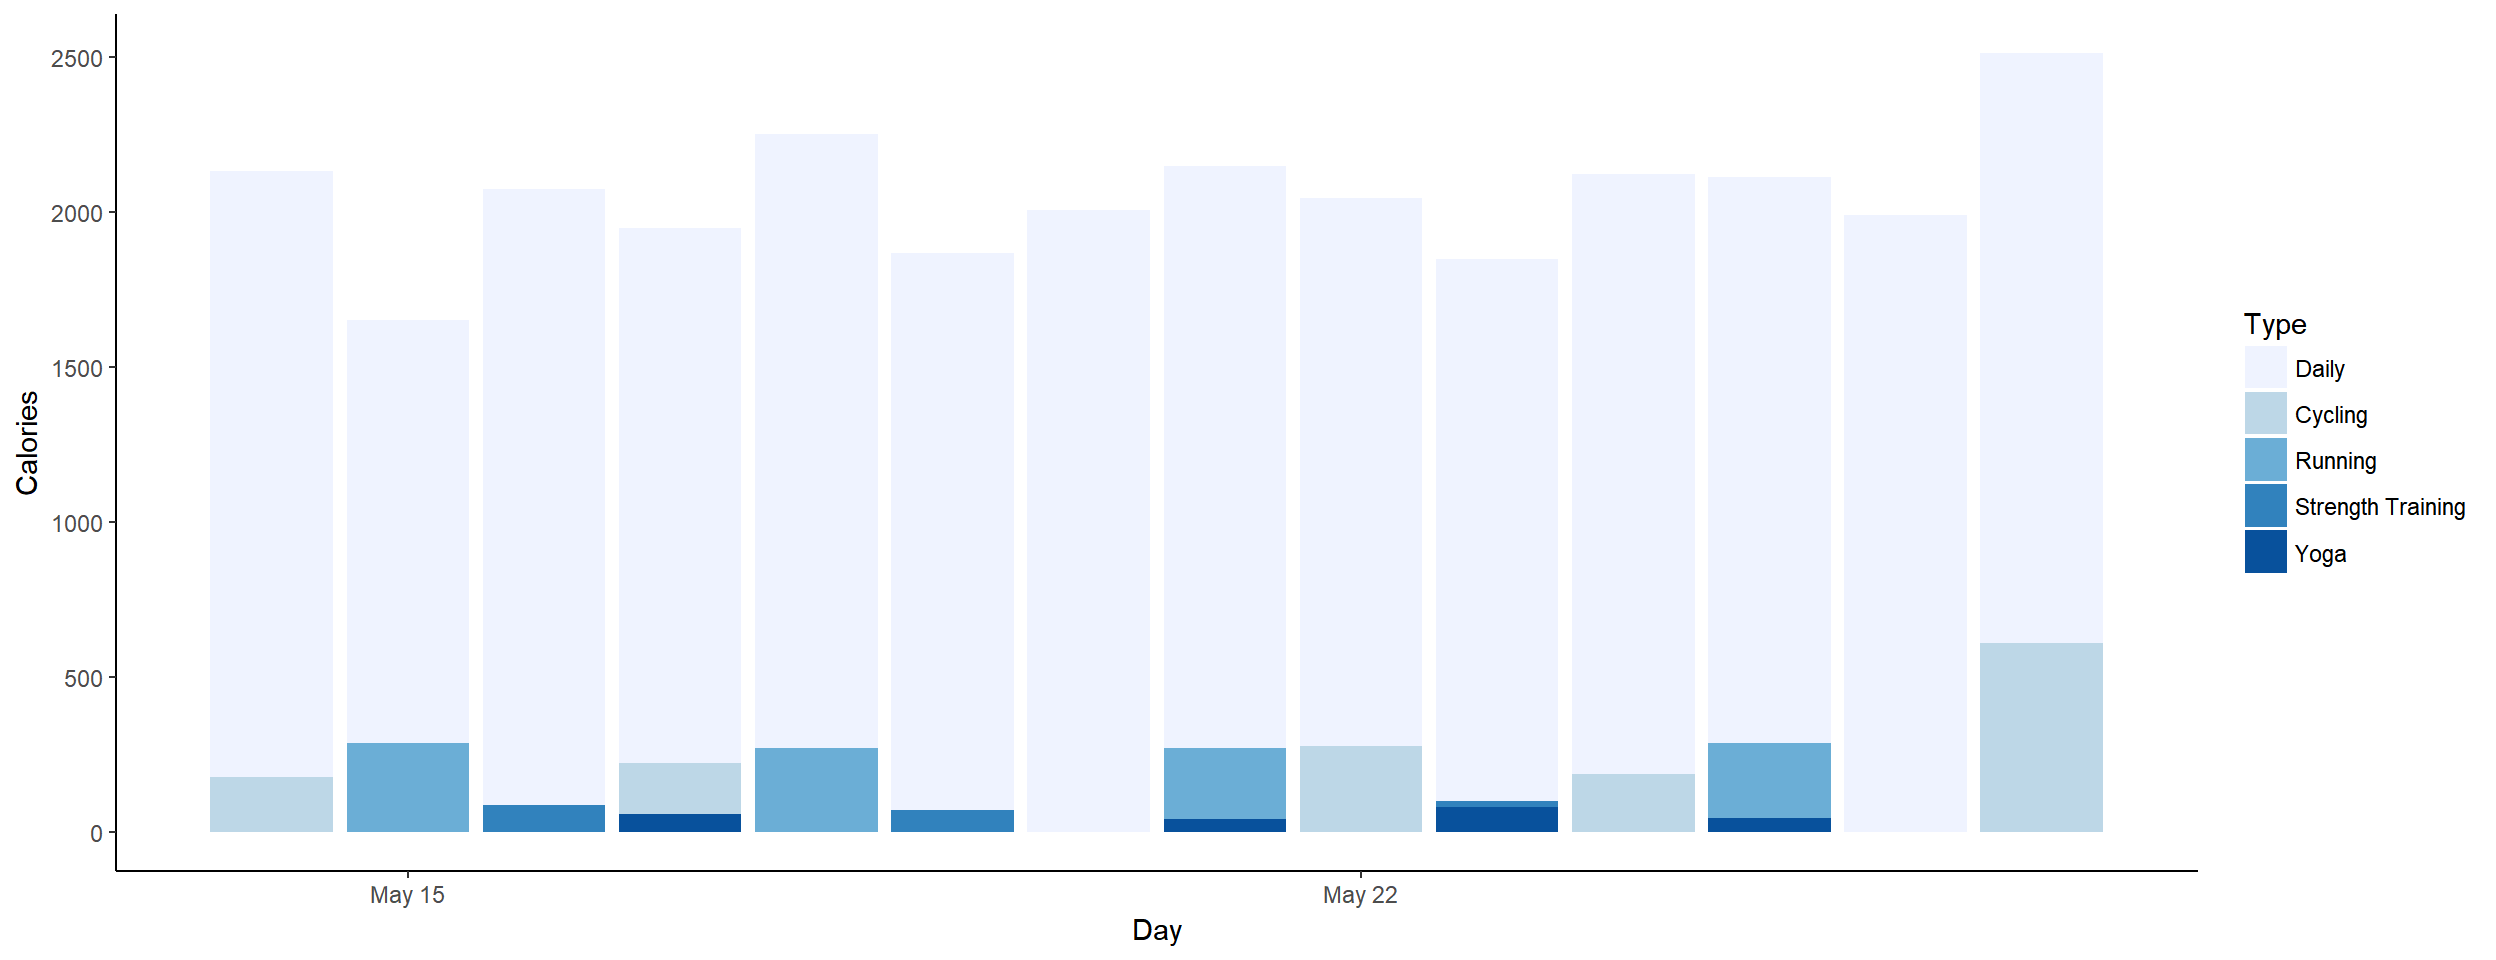 2500
2000
1500
1000
500
0
Calories
May 15
May 22
Day
Type
Daily
Cycling
Running
Strength Training
Yoga